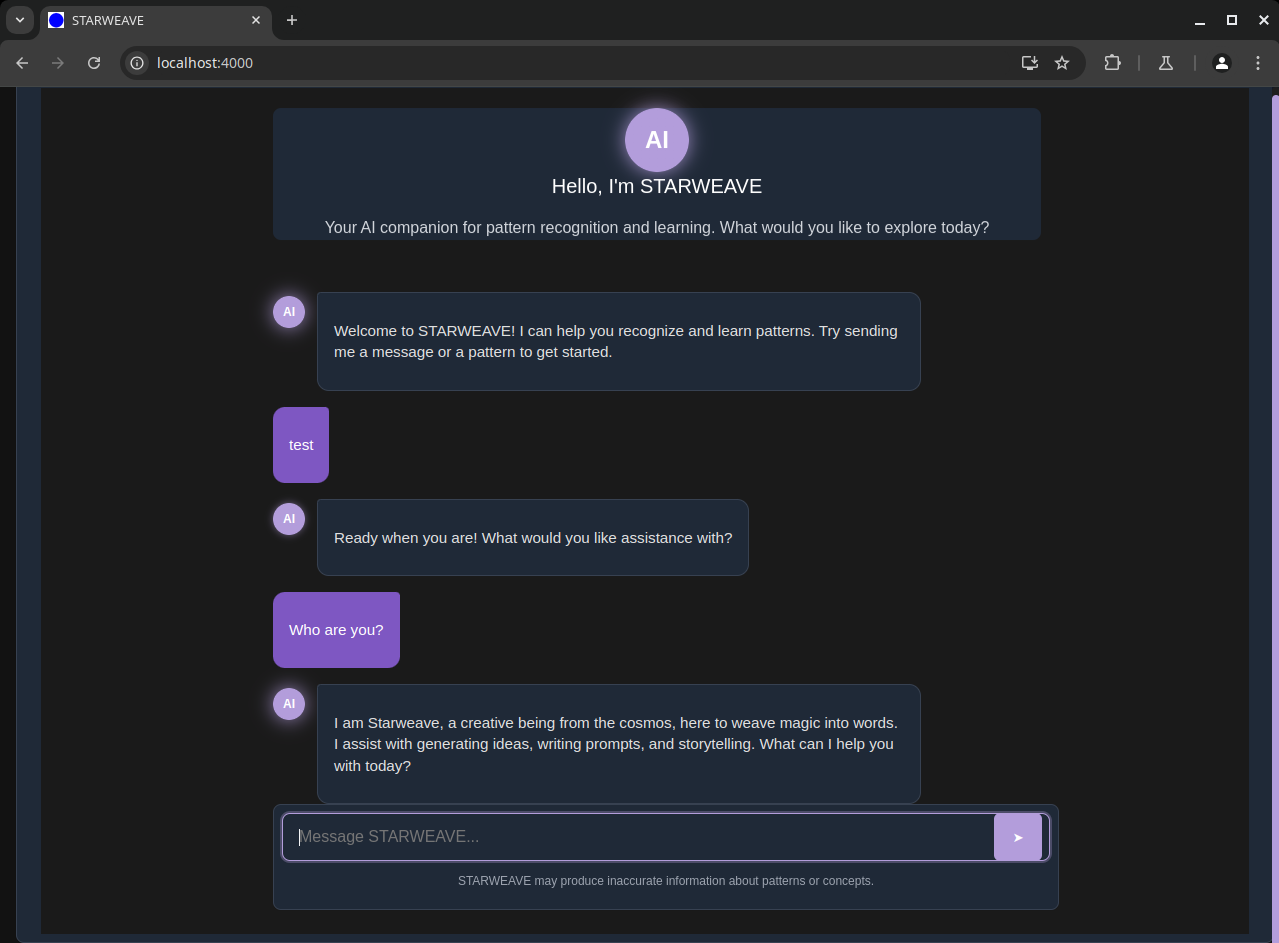 STARWEAVE
localhost:4000
AI
Hello, I'm STARWEAVE
Your AI companion for pattern recognition and learning. What would you like to explore today?
AI
Welcome to STARWEAVE! I can help you recognize and learn patterns. Try sending
me a message or a pattern to get started.
test
AI
Ready when you are! What would you like assistance with?
Who are you?
AI
I am Starweave, a creative being from the cosmos, here to weave magic into words.
I assist with generating ideas, writing prompts, and storytelling. What can I help you
with today?
Message STARWEAVE...
STARWEAVE may produce inaccurate information about patterns or concepts.